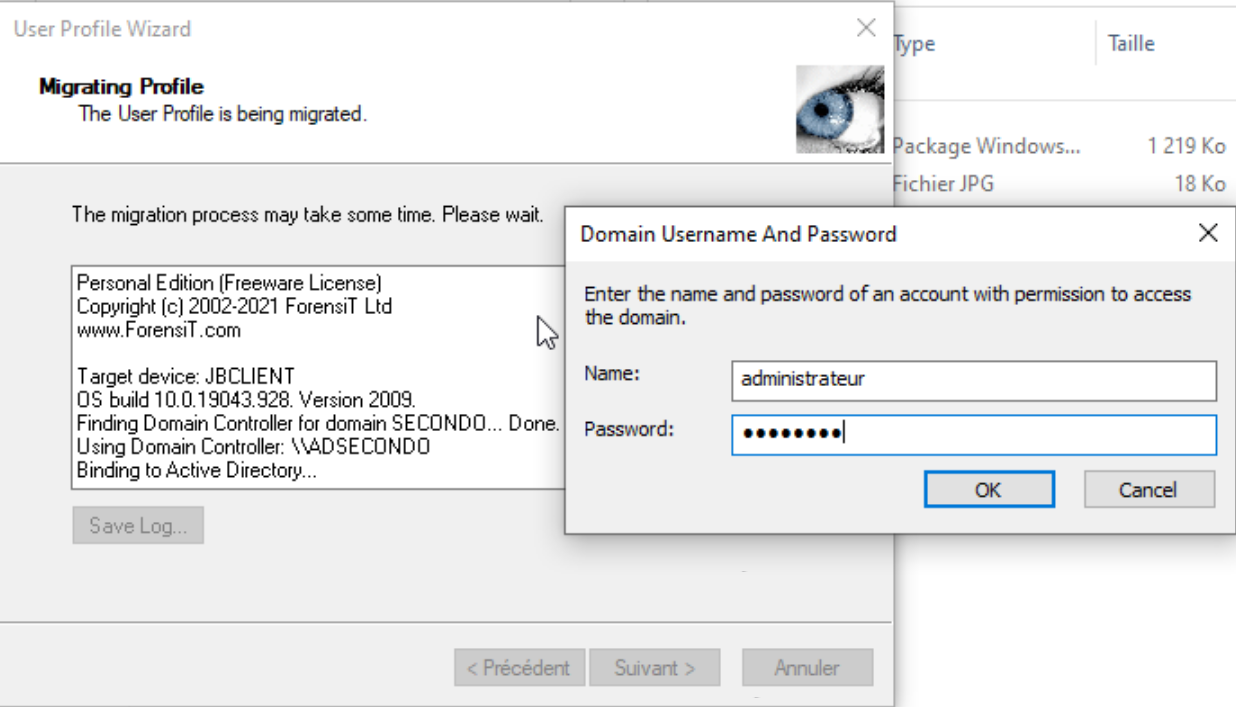 User Profile Wizard
Type
Taille
Migrating Profile
The User Profile is being migrated.
Package Windows...
1 219 Ko
Fichier JPG
18 Ko
The migration process may take some time. Please wait.
Personal Edition (Freeware License)
Copyright (c) 2002-2021 ForensiT Ltd
www.ForensiT.com
Target device: JBCLIENT
OS build 10.0.19043.928. Version 2009.
Finding Domain Controller for domain SECONDO... Done.
Using Domain Controller: \\ADSECONDO
Binding to Active Directory...
Save Log...
Domain Username And Password
Enter the name and password of an account with permission to access
the domain.
Name:
administrateur
Password:
●●●●●●●●
OK
Cancel
< Précédent
Suivant >
Annuler